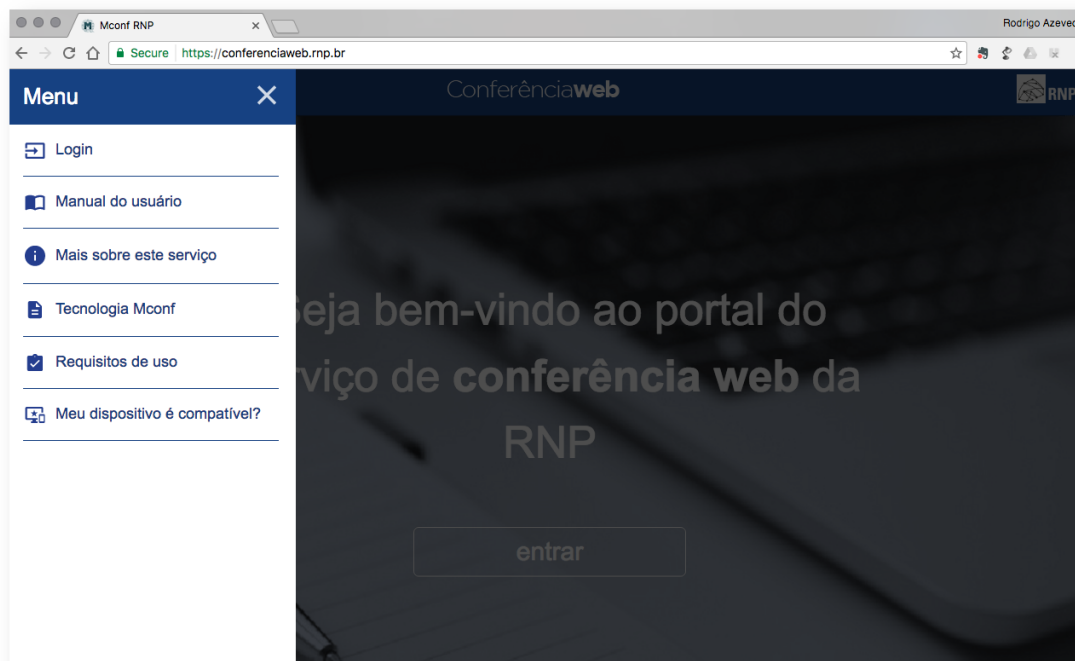 Mconf RNP
Rodrigo Azeved
Secure https://conferenciaweb.rnp.br
Menu
Conferênciaweb
RNP
Login
Manual do usuário
Mais sobre este serviço
Tecnologia Mconf
Requisitos de uso
Meu dispositivo é compatível?
Seja bem-vindo ao portal do
rviço de conferência web da
RNP
entrar